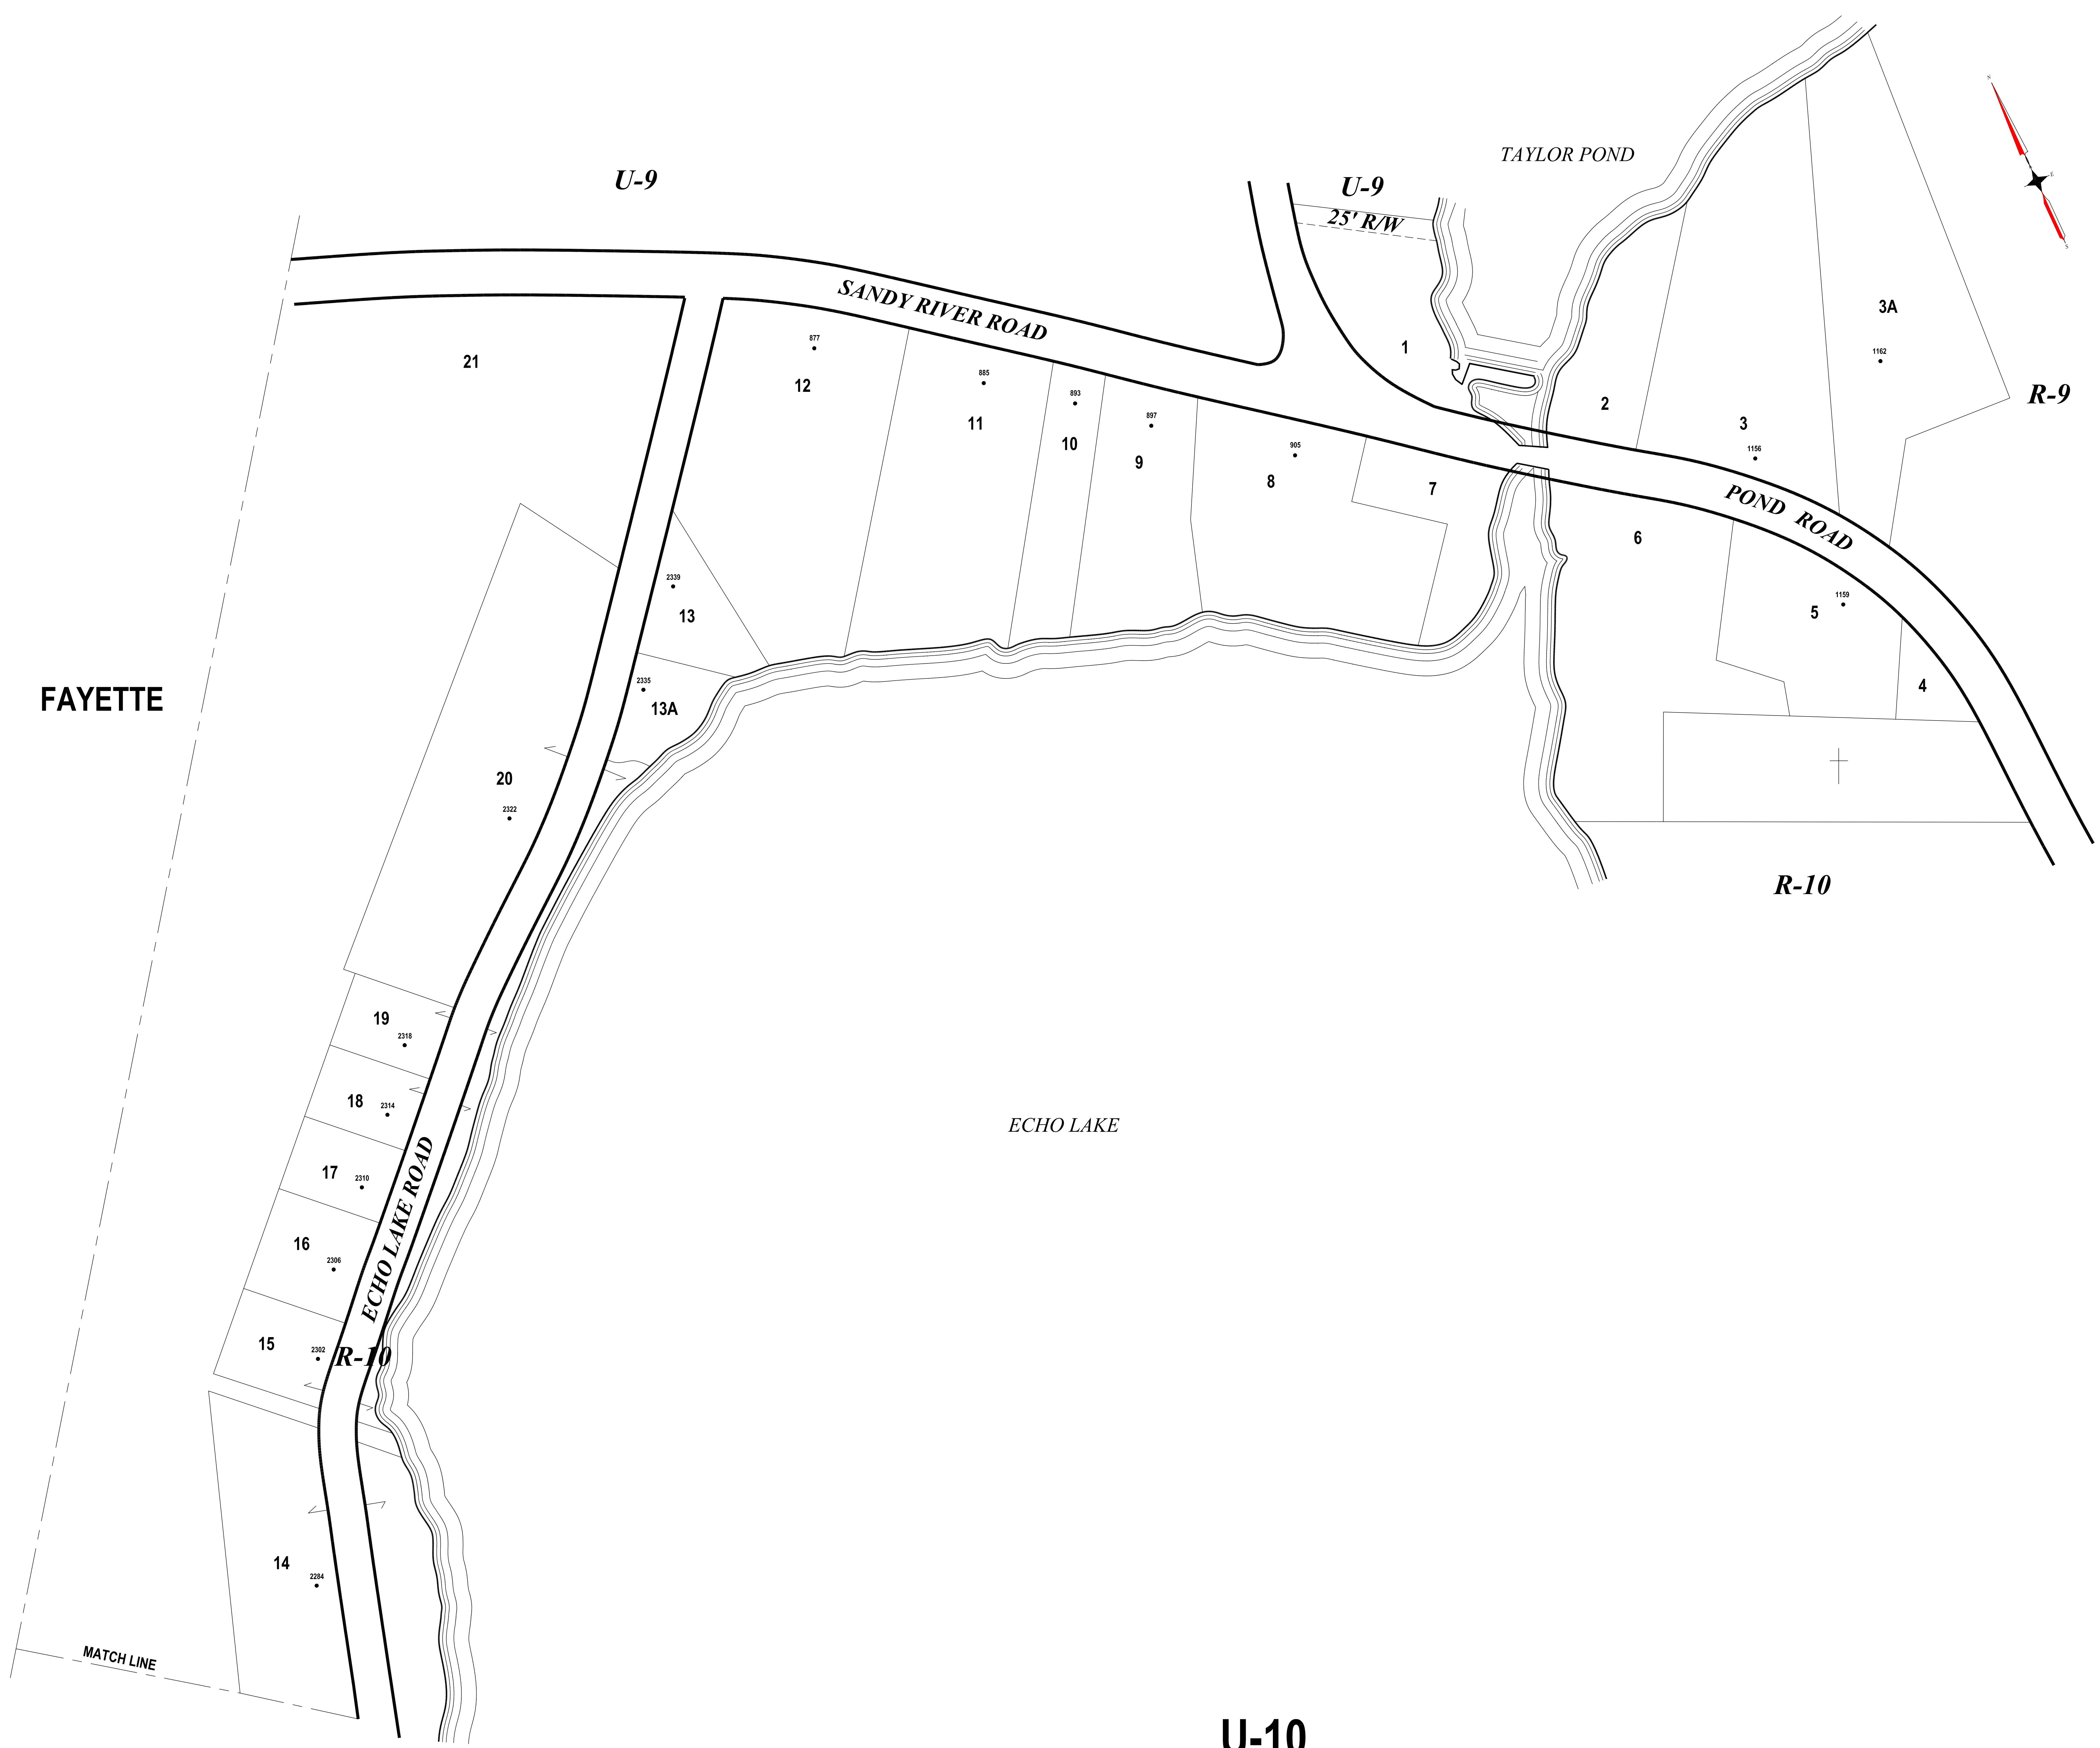 TAYLOR POND
U-9
U-9
25' R/W
SANDY RIVER ROAD
3A
1162
R-9
21
12
877
11
885
10
893
9
897
8
905
7
1
2
3
1156
POND ROAD
6
5
1159
4
13
2339
2335
13A
FAYETTE
20
2322
R-10
19
2318
18
2314
ECHO LAKE
17
2310
ECHO LAKE ROAD
16
2306
15
2302
R-10
14
2284
MATCH LINE
U-10